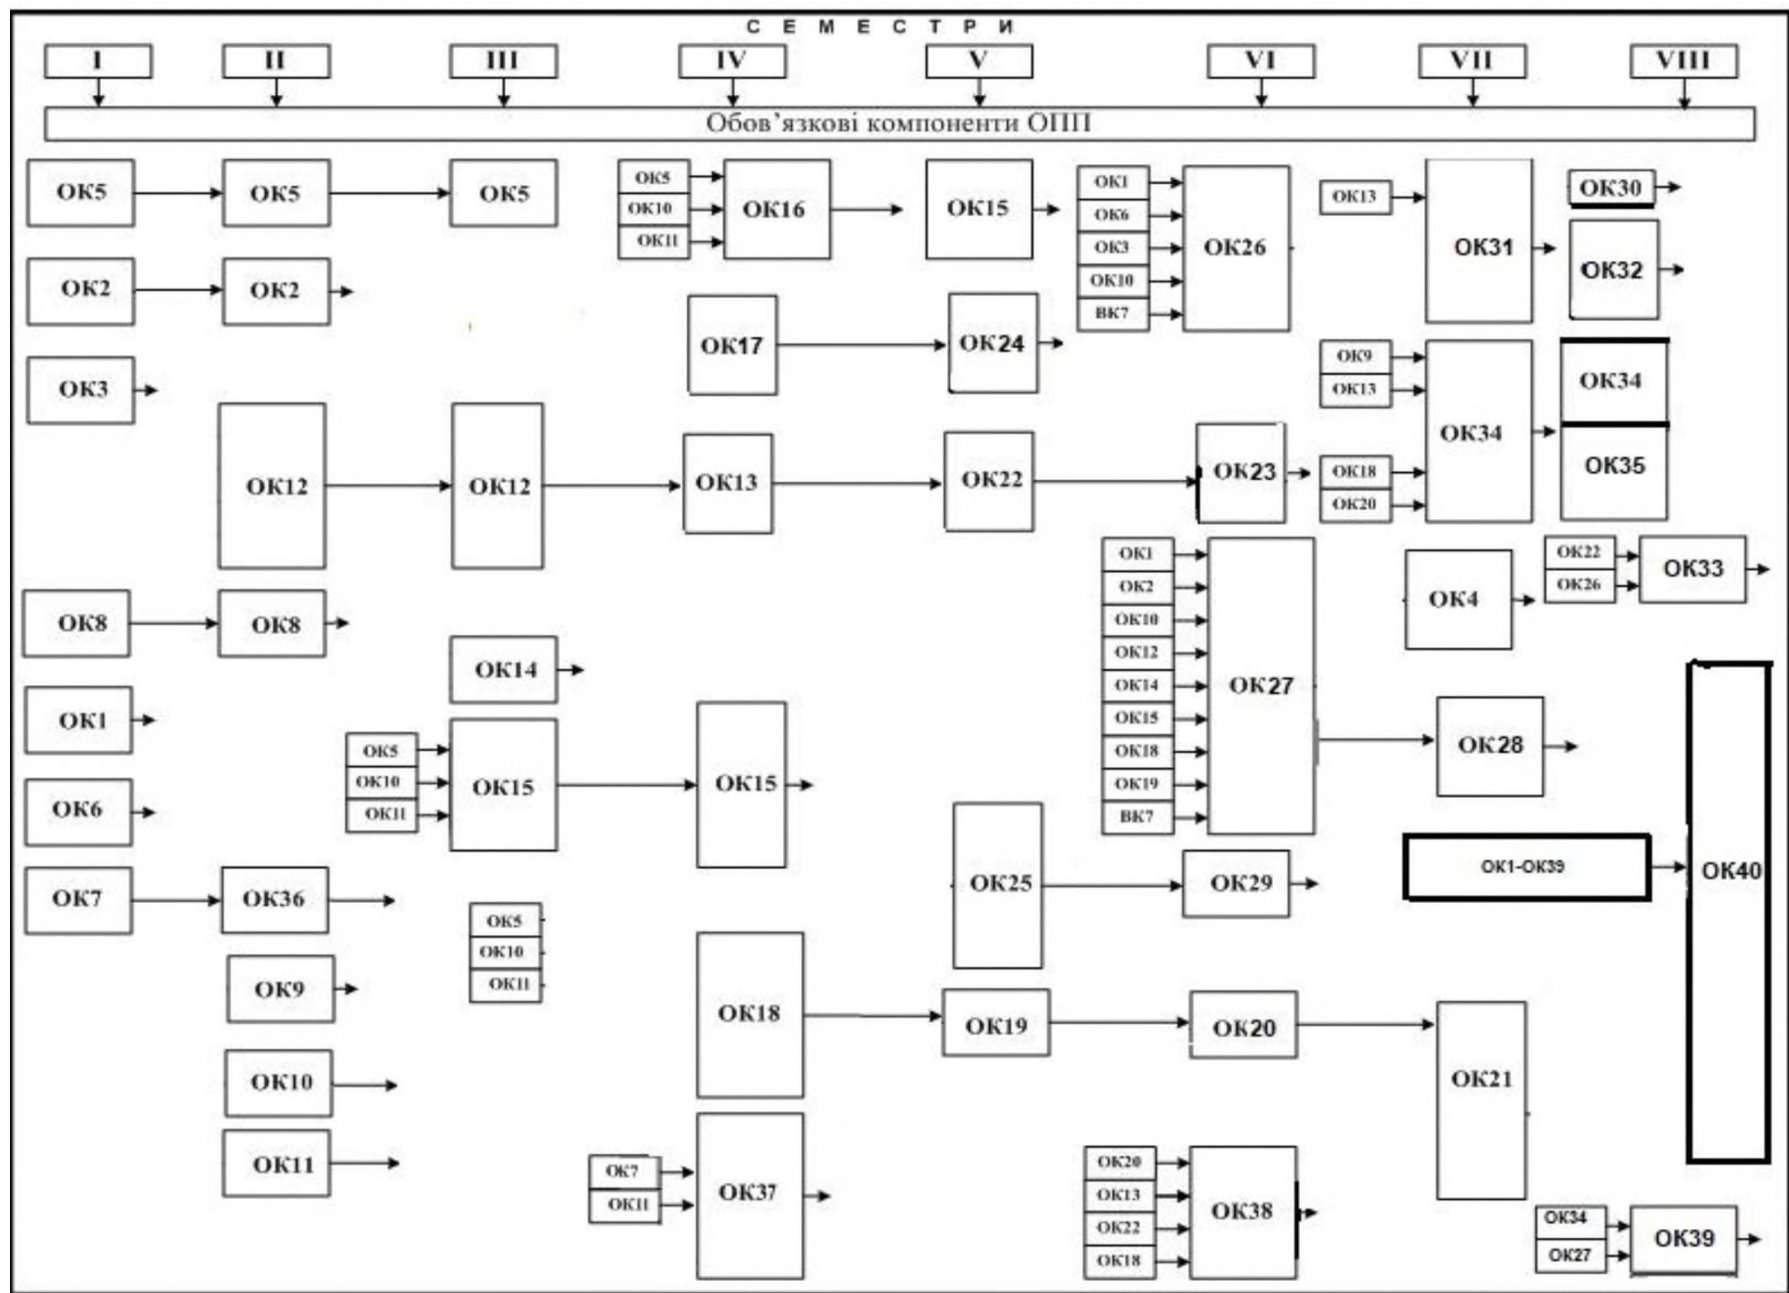 СЕМЕСТРИ
I II III IV V VI VII VIII
Обов’язкові компоненти ОПП
ОК5 ОК5 ОК5
ОК5
ОК10
ОК11
ОК16
ОК15
ОК1
ОК6
ОК3
ОК10
ВК7
ОК26
ОК13
ОК31
ОК30
ОК32
ОК2 ОК2
ОК17 ОК24
ОК3
ОК9
ОК13
ОК18
ОК20
ОК34
ОК34
ОК35
ОК12 ОК12 ОК13 ОК22 ОК23
ОК1
ОК2
ОК10
ОК12
ОК14
ОК15
ОК18
ОК19
ВК7
ОК27
ОК4
ОК22
ОК26
ОК33
ОК8 ОК8
ОК14
ОК1
ОК28
ОК5
ОК10
ОК11
ОК15
ОК15
ОК6
ОК7 ОК36
ОК25 ОК29
ОК1-ОК39
ОК40
ОК5
ОК10
ОК11
ОК9
ОК18 ОК19 ОК20 ОК21
ОК10
ОК11
ОК7
ОК11
ОК37
ОК20
ОК13
ОК22
ОК18
ОК38
ОК34
ОК27
ОК39